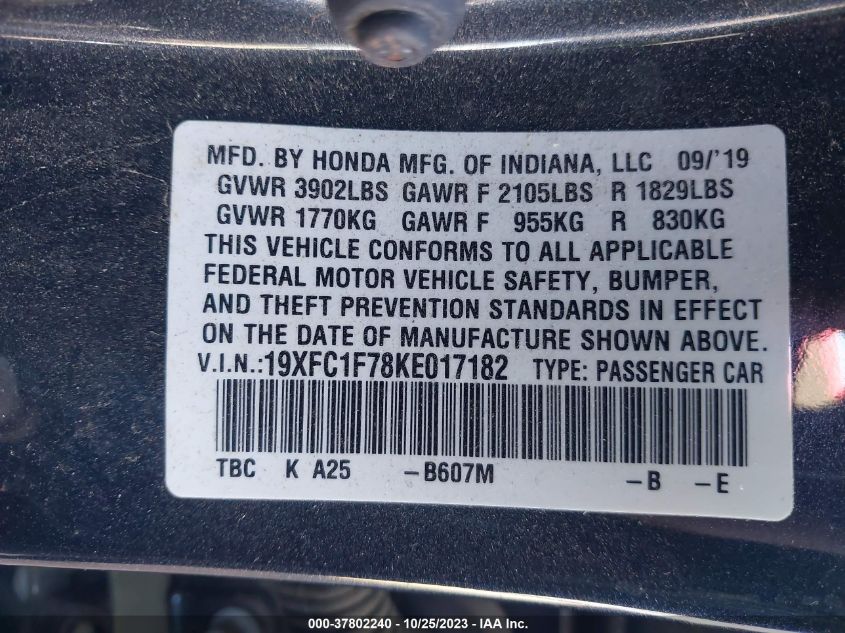 MFD. BY HONDA MFG. OF INDIANA, LLC 09/'19
GVWR 3902LBS GAWR F 2105LBS R 1829LBS
GVWR 1770KG GAWR F 955KG R 830KG
THIS VEHICLE CONFORMS TO ALL APPLICABLE
FEDERAL MOTOR VEHICLE SAFETY, BUMPER,
AND THEFT PREVENTION STANDARDS IN EFFECT
ON THE DATE OF MANUFACTURE SHOWN ABOVE.
V.I.N.:19XFC1F78KE017182 TYPE: PASSENGER CAR
TBC K A25 -B607M -B -E
000-37802240 - 10/25/2023 - IAAI, Inc.